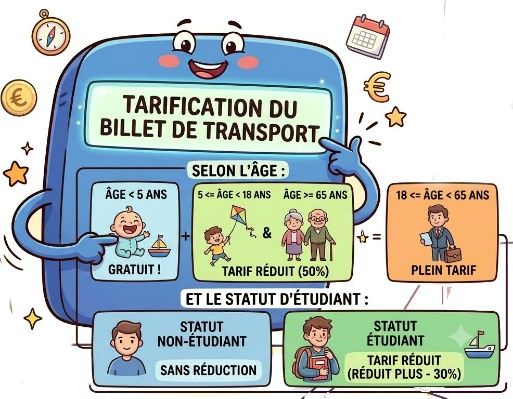 TARIFICATION DU
BILLET DE TRANSPORT
SELON L'ÂGE :
ÂGE < 5 ANS
GRATUIT !
+
5 <= ÂGE < 18 ANS
ÂGE >= 65 ANS
&
TARIF RÉDUIT (50%)
=
18 <= ÂGE < 65 ANS
PLEIN TARIF
ET LE STATUT D'ÉTUDIANT :
STATUT
NON-ÉTUDIANT
SANS RÉDUCTION
STATUT
ÉTUDIANT
TARIF RÉDUIT
(RÉDUIT PLUS - 30%)